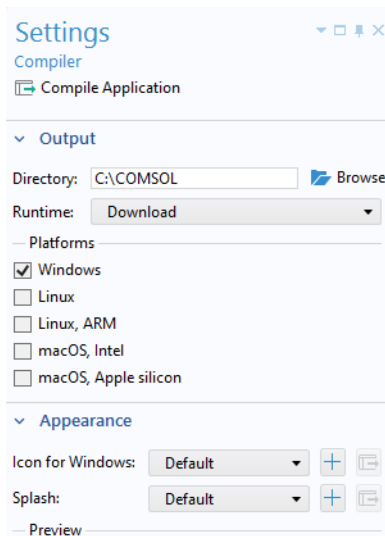 Settings
Compiler
Compile Application
Output
Directory: C:\COMSOL Browse
Runtime: Download
Platforms
Windows
Linux
Linux, ARM
macOS, Intel
macOS, Apple silicon
Appearance
Icon for Windows: Default
Splash: Default
Preview